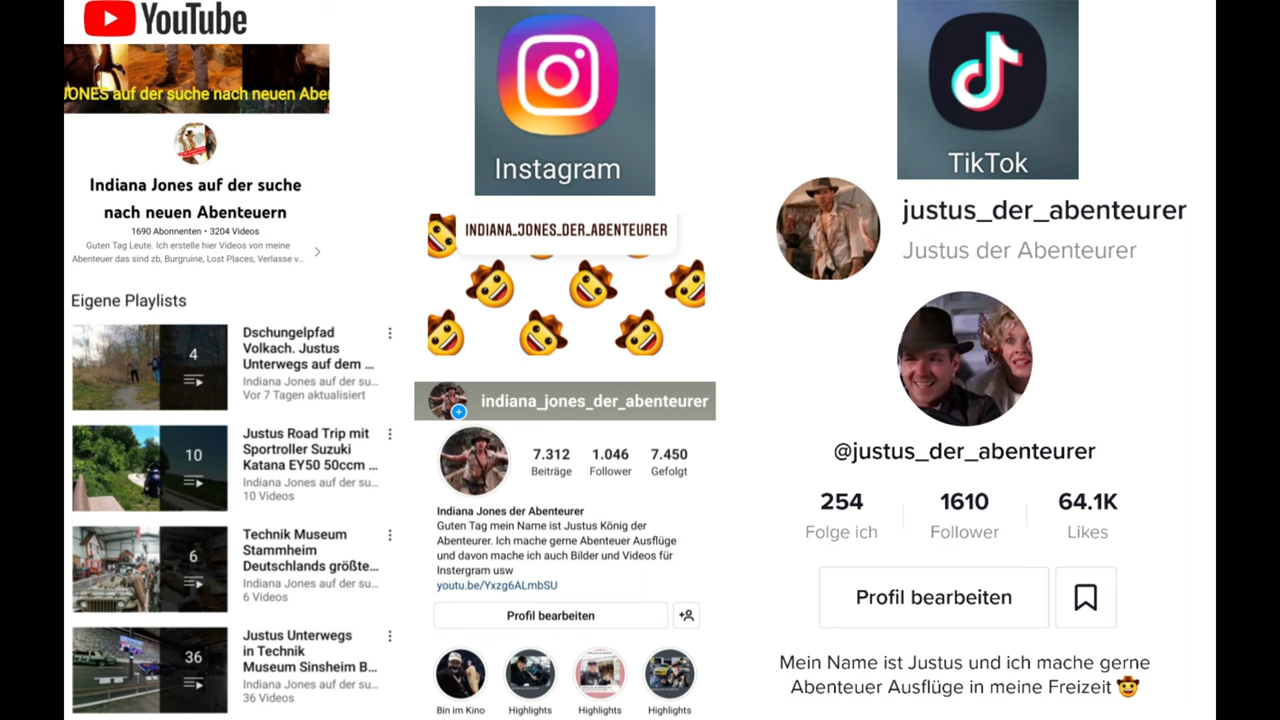 YouTube
JONES auf der suche nach neuen Aben
Indiana Jones auf der suche
nach neuen Abenteuern
1690 Abonnenten • 3204 Videos
Guten Tag Leute. Ich erstelle hier Videos von meine
Abenteuer das sind zb, Burgruine, Lost Places, Verlasse v...
Eigene Playlists
4
Dschungelpfad
Volkach. Justus
Unterwegs auf dem ...
Indiana Jones auf der su...
Vor 7 Tagen aktualisiert
10
Justus Road Trip mit
Sportroller Suzuki
Katana EY50 50ccm ...
Indiana Jones auf der su...
10 Videos
6
Technik Museum
Stammheim
Deutschlands größte...
Indiana Jones auf der su...
6 Videos
36
Justus Unterwegs
in Technik
Museum Sinsheim B...
Indiana Jones auf der su...
36 Videos
Instagram
INDIANA_JONES_DER_ABENTEURER
indiana_jones_der_abenteurer
7.312 1.046 7.450
Beiträge Follower Gefolgt
Indiana Jones der Abenteurer
Guten Tag mein Name ist Justus König der
Abenteurer. Ich mache gerne Abenteuer Ausflüge
und davon mache ich auch Bilder und Videos für
Instergram usw
youtu.be/Yxzg6ALmbSU
Profil bearbeiten
Bin im Kino Highlights Highlights Highlights
TikTok
justus_der_abenteurer
Justus der Abenteurer
@justus_der_abenteurer
254 1610 64.1K
Folge ich Follower Likes
Profil bearbeiten
Mein Name ist Justus und ich mache gerne
Abenteuer Ausflüge in meine Freizeit 🤠